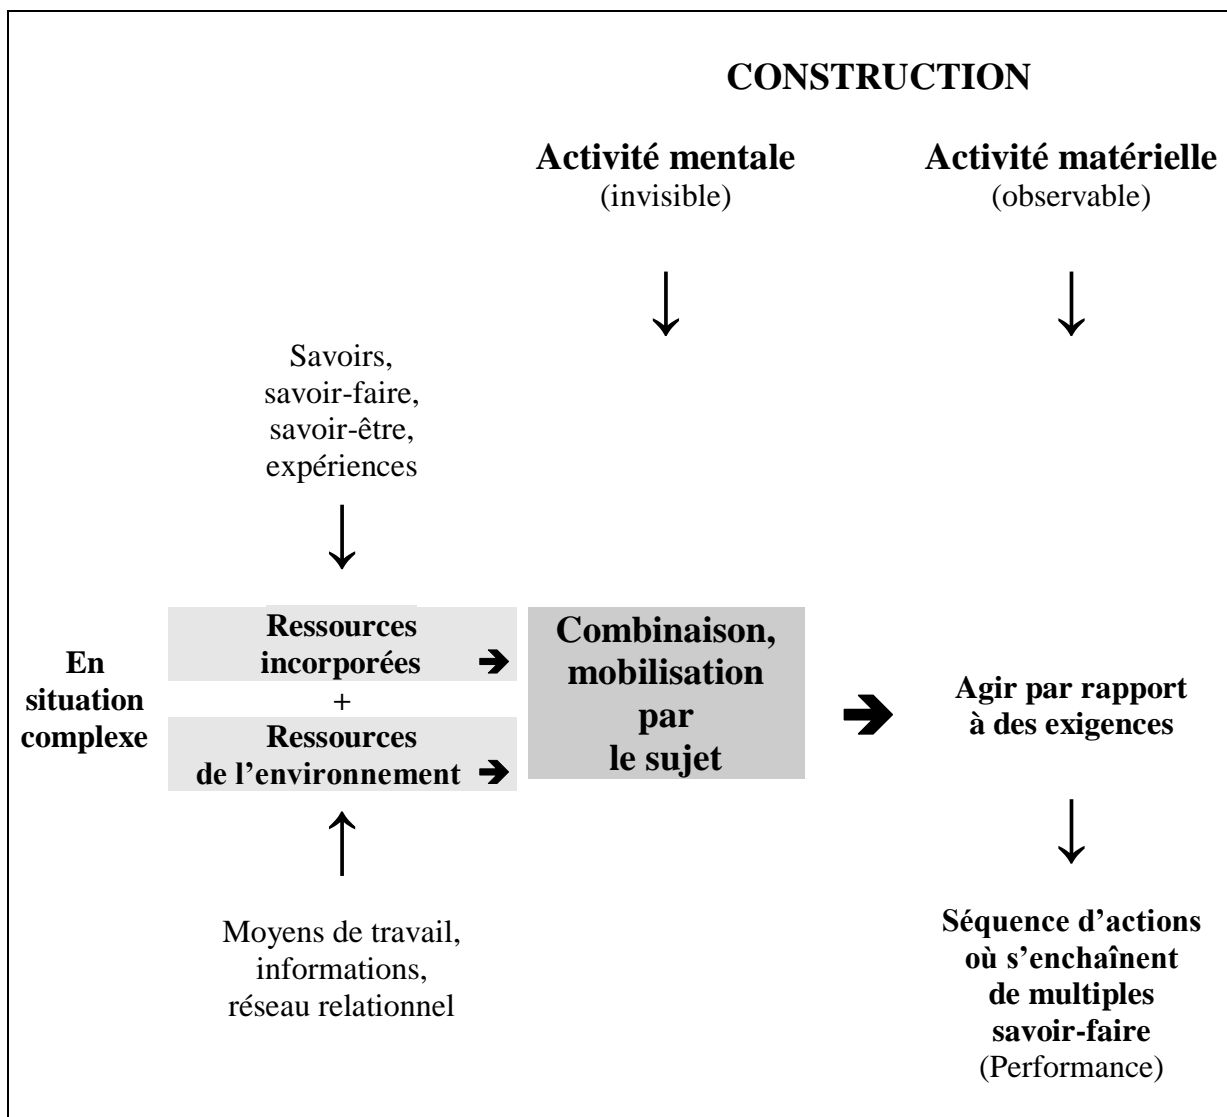 CONSTRUCTION
Activité mentale
(invisible)
Activité matérielle
(observable)
Savoirs,
savoir-faire,
savoir-être,
expériences
En
situation
complexe
Ressources
incorporées
+
Ressources
de l’environnement
Combinaison,
mobilisation
par
le sujet
Agir par rapport
à des exigences
Moyens de travail,
informations,
réseau relationnel
Séquence d’actions
où s’enchaînent
de multiples
savoir-faire
(Performance)